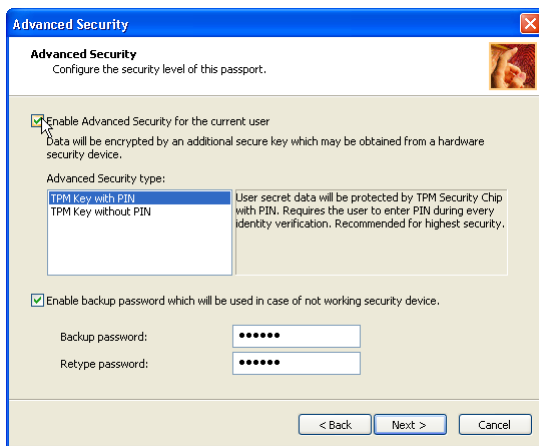 Advanced Security
Advanced Security
Configure the security level of this passport.
Enable Advanced Security for the current user
Data will be encrypted by an additional secure key which may be obtained from a hardware
security device.
Advanced Security type:
TPM Key with PIN
TPM Key without PIN
User secret data will be protected by TPM Security Chip
with PIN. Requires the user to enter PIN during every
identity verification. Recommended for highest security.
Enable backup password which will be used in case of not working security device.
Backup password:
●●●●●●
Retype password:
●●●●●●
< Back
Next >
Cancel